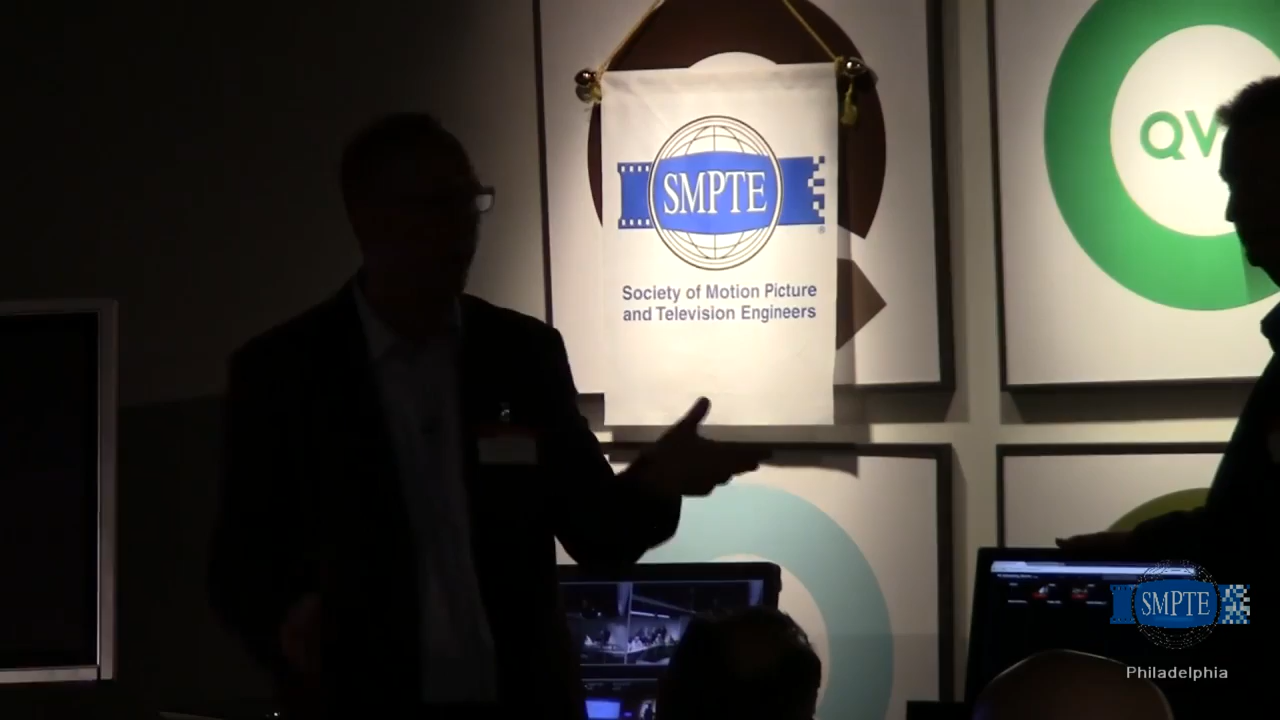 SMPTE
Society of Motion Picture
and Television Engineers
QV
SMPTE
Philadelphia